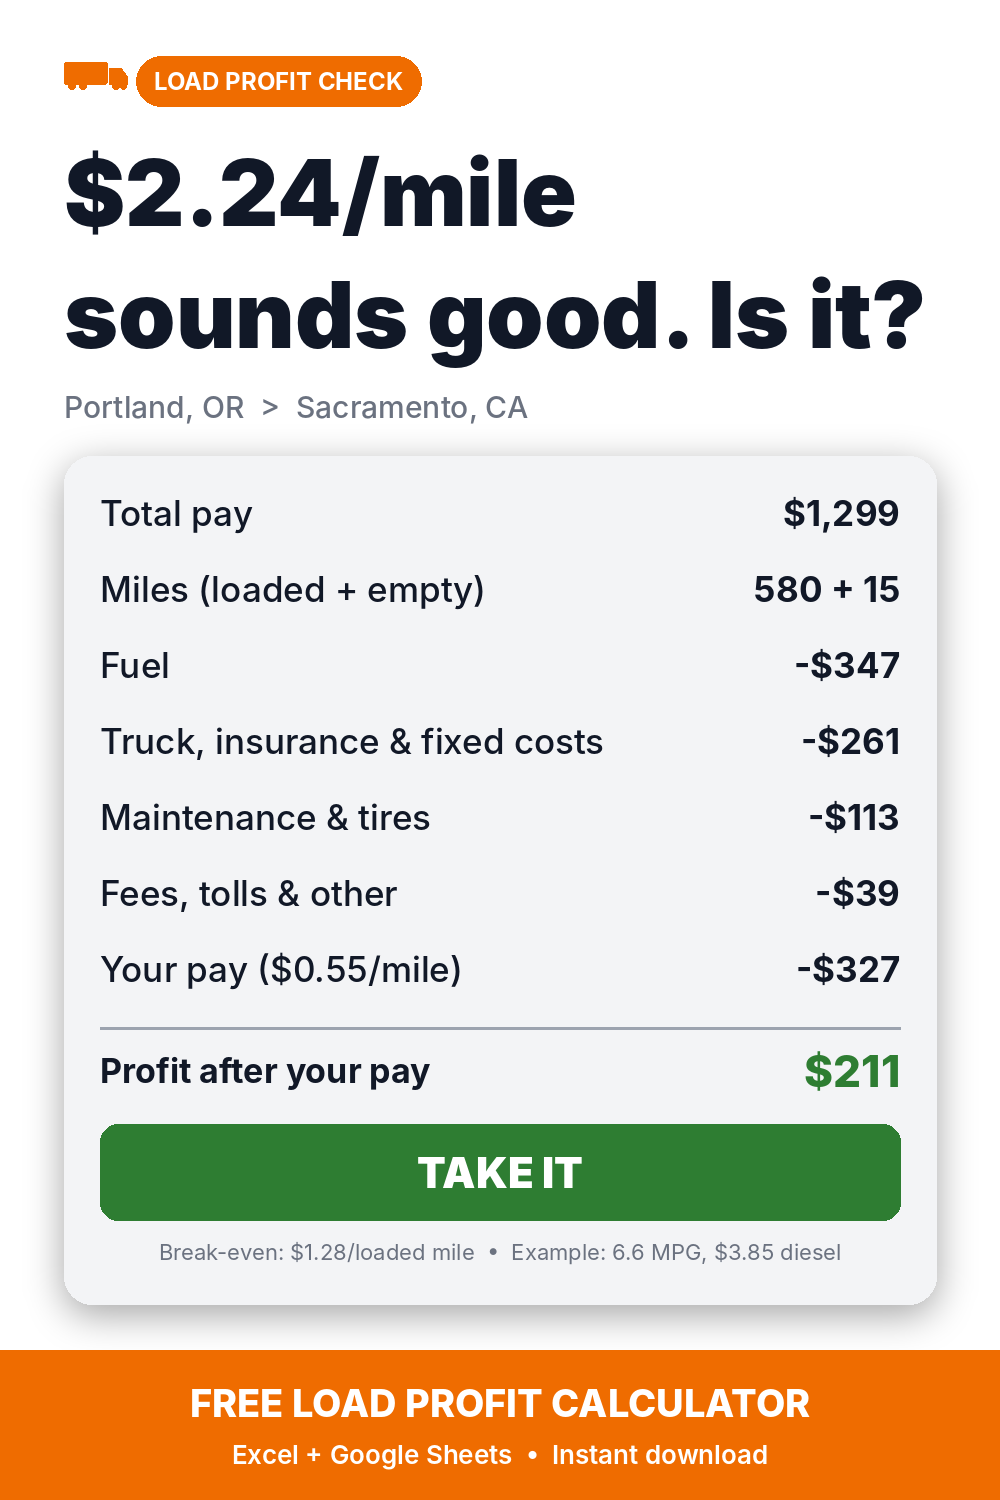 LOAD PROFIT CHECK
$2.24/mile
sounds good. Is it?
Portland, OR > Sacramento, CA
Total pay $1,299
Miles (loaded + empty) 580 + 15
Fuel -$347
Truck, insurance & fixed costs -$261
Maintenance & tires -$113
Fees, tolls & other -$39
Your pay ($0.55/mile) -$327
Profit after your pay $211
TAKE IT
Break-even: $1.28/loaded mile • Example: 6.6 MPG, $3.85 diesel
FREE LOAD PROFIT CALCULATOR
Excel + Google Sheets • Instant download